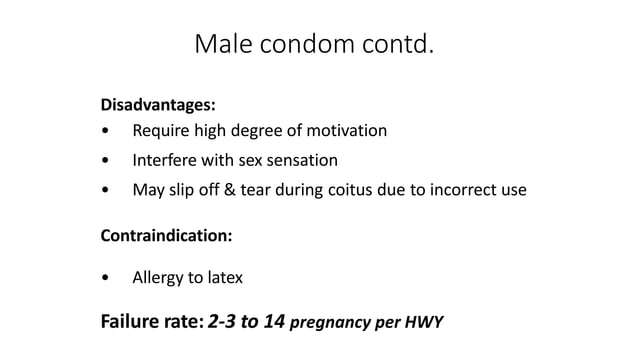 Male condom contd.
Disadvantages:
• Require high degree of motivation
• Interfere with sex sensation
• May slip off & tear during coitus due to incorrect use
Contraindication:
• Allergy to latex
Failure rate: 2-3 to 14 pregnancy per HWY